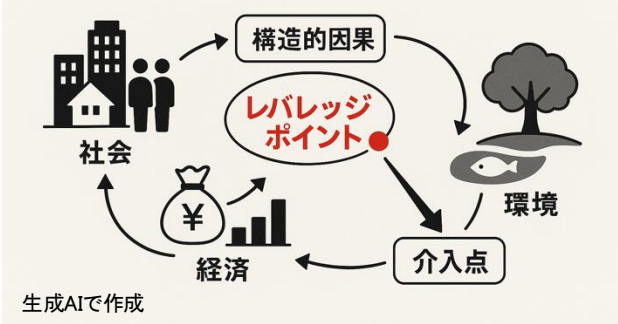 構造的因果
レバレッジ
ポイント
社会
¥
環境
経済
介入点
生成AIで作成